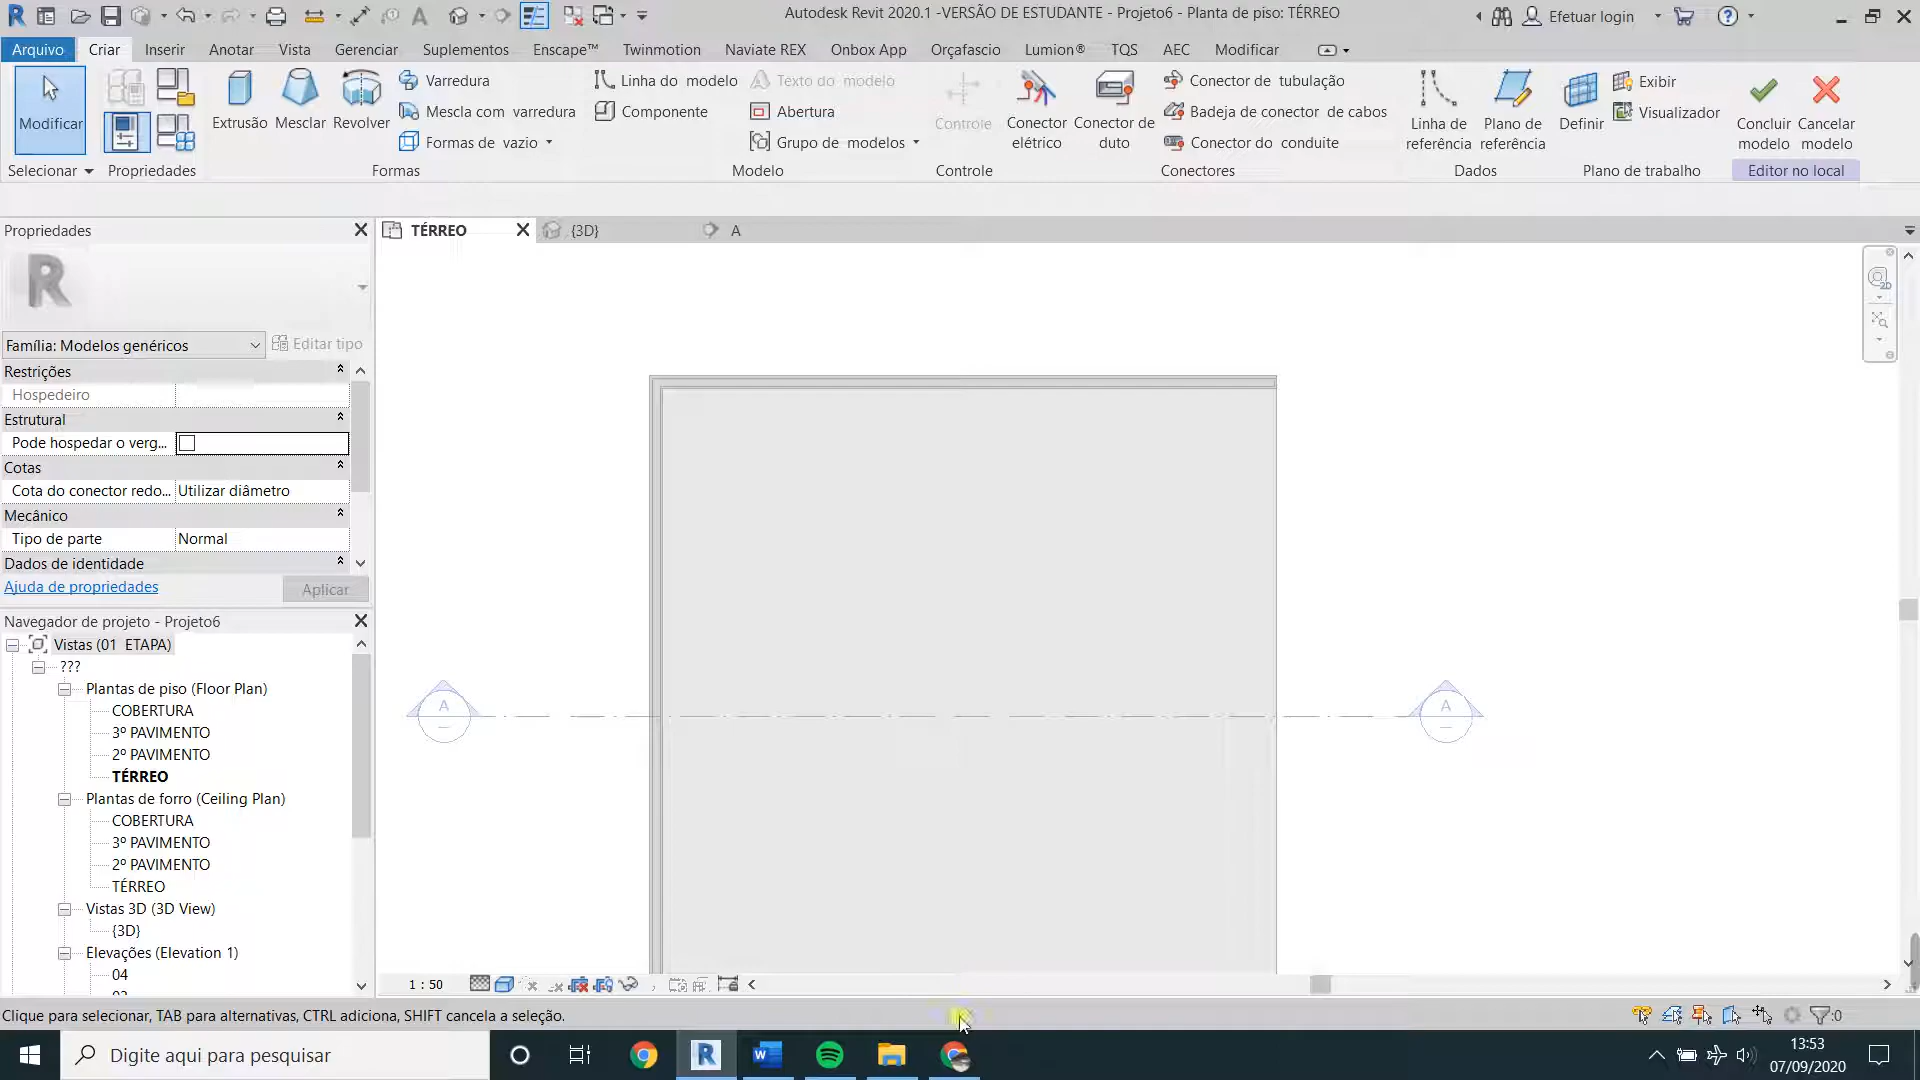 Autodesk Revit 2020.1 -VERSÃO DE ESTUDANTE - Projeto6 - Planta de piso: TÉRREO
Efetuar login
Arquivo Criar Inserir Anotar Vista Gerenciar Suplementos Enscape™ Twinmotion Naviate REX Onbox App Orçafascio Lumion® TQS AEC Modificar
Modificar
Extrusão Mesclar Revolver
Varredura
Mescla com varredura
Formas de vazio
Linha do modelo
Componente
Texto do modelo
Abertura
Grupo de modelos
Controle
Conector elétrico
Conector de duto
Conector de tubulação
Badeja de conector de cabos
Conector do conduite
Linha de referência
Plano de referência
Definir
Exibir
Visualizador
Concluir modelo
Cancelar modelo
Selecionar Propriedades Formas Modelo Controle Conectores Dados Plano de trabalho Editor no local
Propriedades
TÉRREO {3D} A
R
2D
Família: Modelos genéricos Editar tipo
Restrições
Hospedeiro
Estrutural
Pode hospedar o verg...
Cotas
Cota do conector redo... Utilizar diâmetro
Mecânico
Tipo de parte Normal
Dados de identidade
Ajuda de propriedades Aplicar
Navegador de projeto - Projeto6
Vistas (01 ETAPA)
???
Plantas de piso (Floor Plan)
COBERTURA
3º PAVIMENTO
2º PAVIMENTO
TÉRREO
Plantas de forro (Ceiling Plan)
COBERTURA
3º PAVIMENTO
2º PAVIMENTO
TÉRREO
Vistas 3D (3D View)
{3D}
Elevações (Elevation 1)
04
A A
1 : 50
Clique para selecionar, TAB para alternativas, CTRL adiciona, SHIFT cancela a seleção.
:0
Digite aqui para pesquisar
13:53
07/09/2020